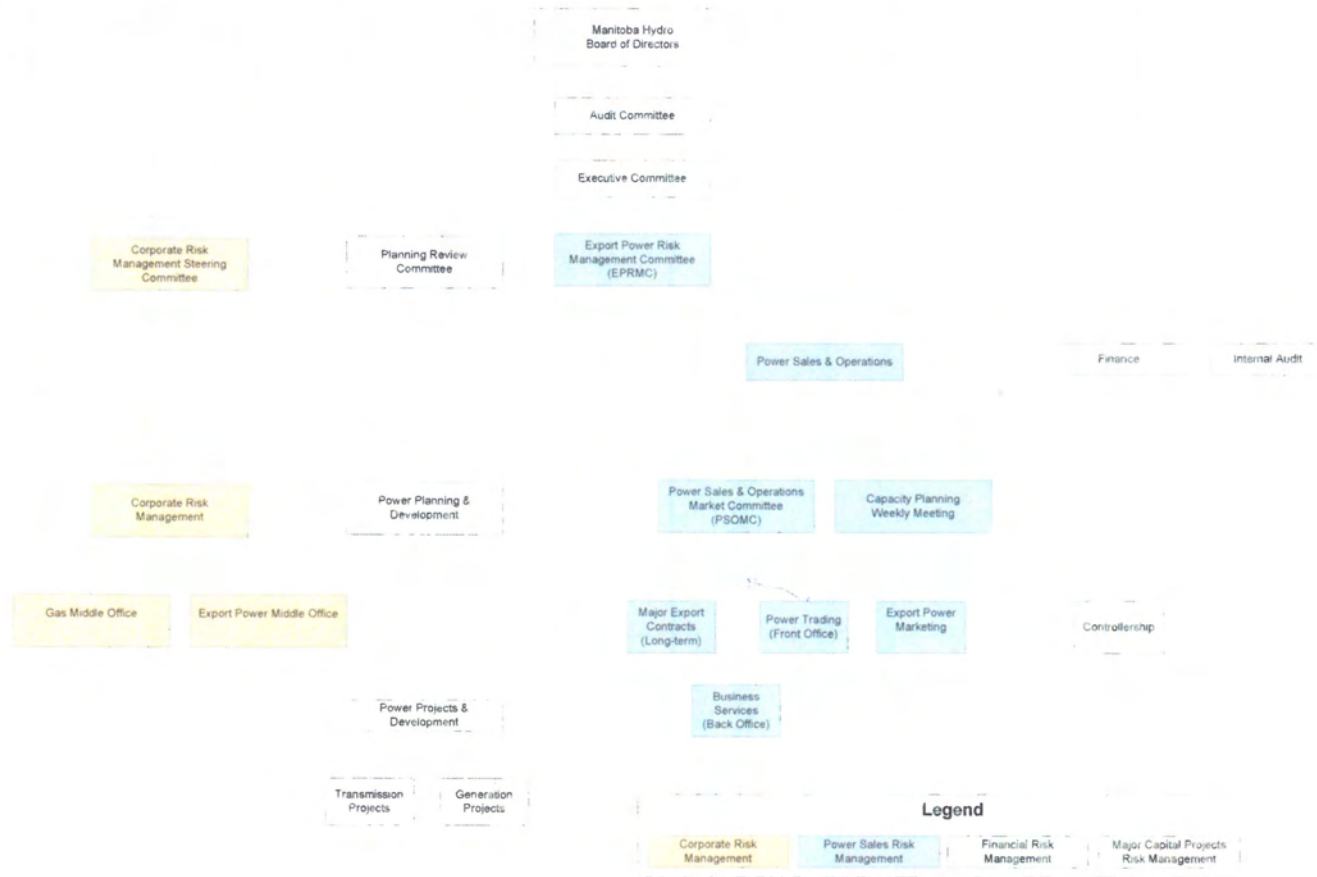 Manitoba Hydro
Board of Directors
Audit Committee
Executive Committee
Corporate Risk
Management Steering
Committee
Planning Review
Committee
Export Power Risk
Management Committee
(EPRMC)
Power Sales & Operations
Finance
Internal Audit
Corporate Risk
Management
Power Planning &
Development
Power Sales & Operations
Market Committee
(PSOMC)
Capacity Planning
Weekly Meeting
Gas Middle Office
Export Power Middle Office
Major Export
Contracts
(Long-term)
Power Trading
(Front Office)
Export Power
Marketing
Controllership
Power Projects &
Development
Business
Services
(Back Office)
Transmission
Projects
Generation
Projects
Legend
Corporate Risk
Management
Power Sales Risk
Management
Financial Risk
Management
Major Capital Projects
Risk Management